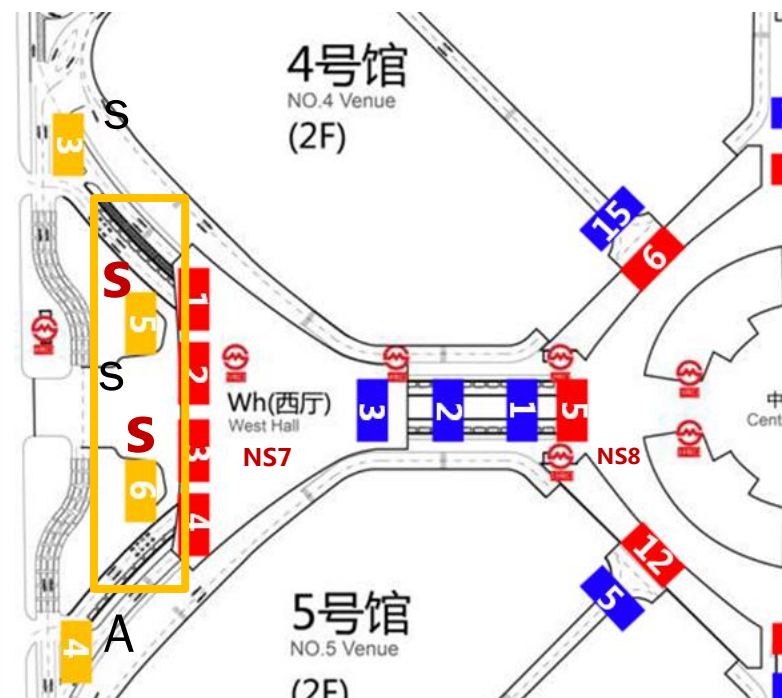 4号馆
NO.4 Venue
(2F)
S
3
15
6
S
5
1
2
S
Wh(西厅)
West Hall
3
2
1
5
中
Cent
S
6
3
4
NS7
NS8
12
5
A
4
5号馆
NO.5 Venue
(2F)